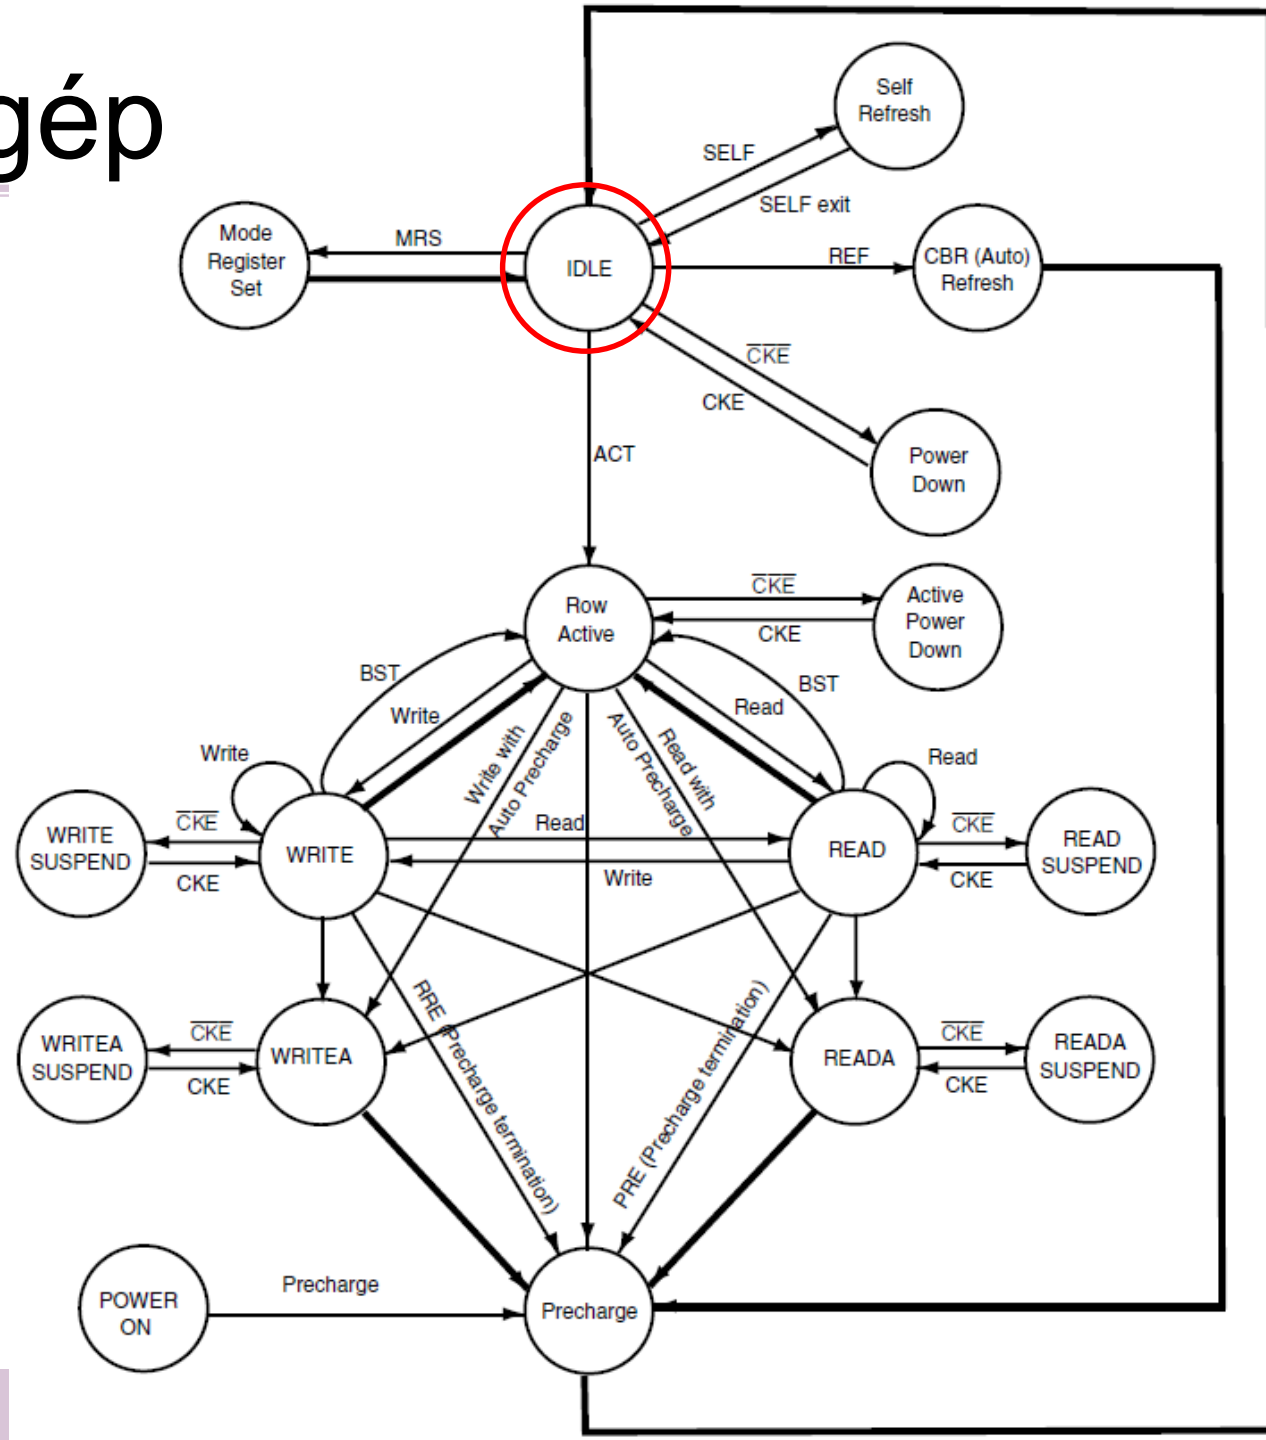 gép
Self
Refresh
SELF
SELF exit
Mode
Register
Set
MRS
IDLE
REF
CBR (Auto)
Refresh
CKE
CKE
Power
Down
ACT
Row
Active
CKE
CKE
Active
Power
Down
BST
Write
Write with
Auto Precharge
Read with
Auto Precharge
Read
BST
Write
Read
WRITE
SUSPEND
CKE
CKE
WRITE
Read
Write
READ
CKE
CKE
READ
SUSPEND
RRE (Precharge termination)
PRE (Precharge termination)
WRITEA
SUSPEND
CKE
CKE
WRITEA
READA
CKE
CKE
READA
SUSPEND
POWER
ON
Precharge
Precharge